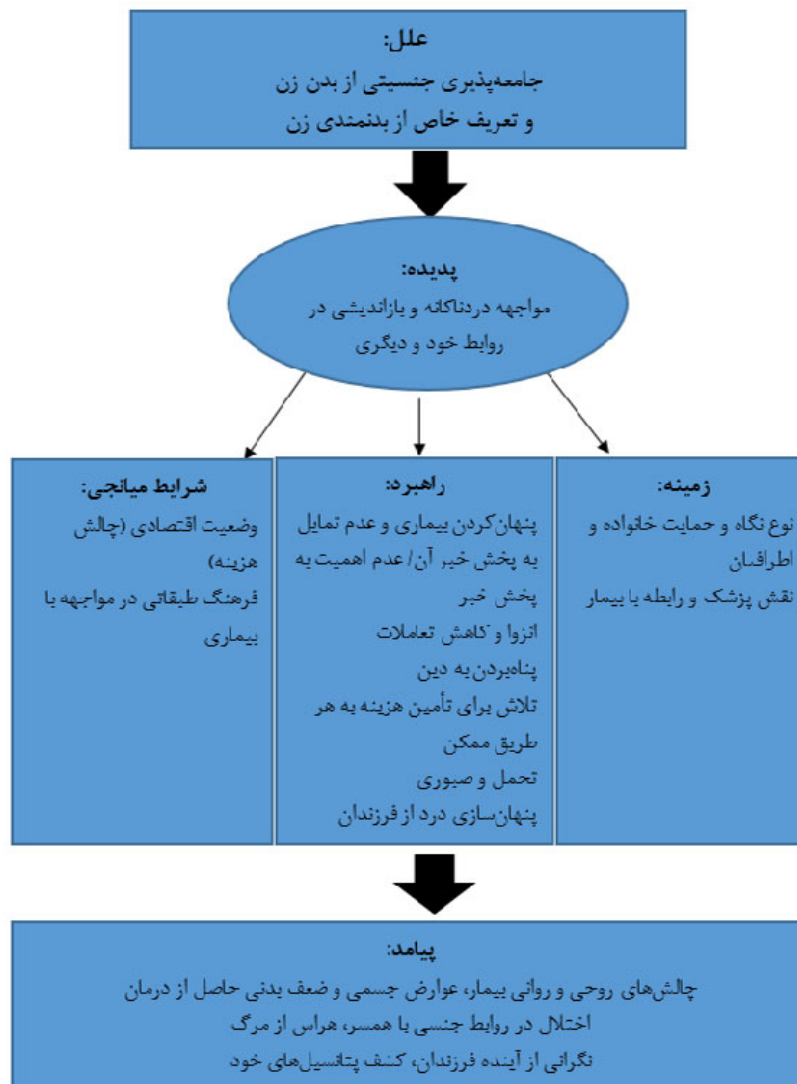 علل:
جامعه‌پذیری جنسیتی از بدن زن
و تعریف خاص از بدنمندی زن
پدیده:
مواجهه دردناکانه و بازاندیشی در
روابط خود و دیگری
زمینه:
نوع نگاه و حمایت خانواده و
اطرافیان
نقش پزشک و رابطه با بیمار
راهبرد:
پنهان‌کردن بیماری و عدم تمایل
به پخش خبر آن/ عدم اهمیت به
پخش خبر
انزوا و کاهش تعاملات
پناه‌بردن به دین
تلاش برای تأمین هزینه به هر
طریق ممکن
تحمل و صبوری
پنهان‌سازی درد از فرزندان
شرایط میانجی:
وضعیت اقتصادی (چالش
هزینه)
فرهنگ طبقاتی در مواجهه با
بیماری
پیامد:
چالش‌های روحی و روانی بیمار، عوارض جسمی و ضعف بدنی حاصل از درمان
اختلال در روابط جنسی با همسر، هراس از مرگ
نگرانی از آینده فرزندان، کشف پتانسیل‌های خود